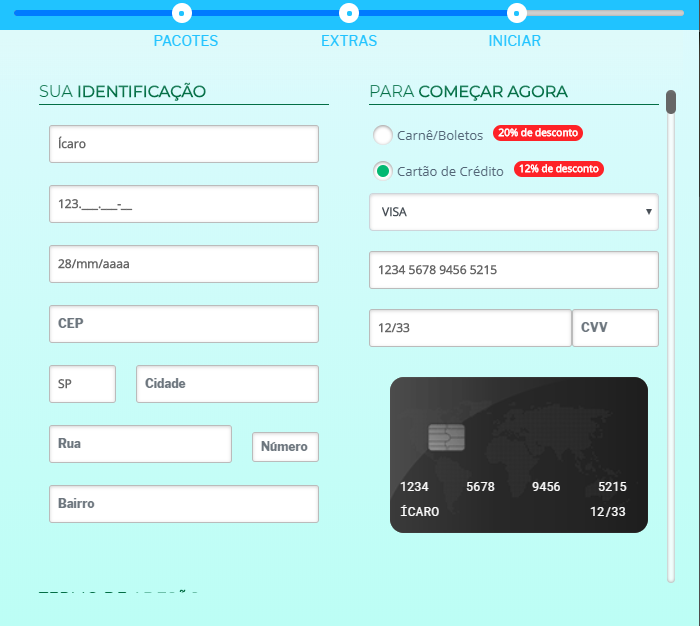 PACOTES EXTRAS INICIAR
SUA IDENTIFICAÇÃO
Ícaro
123.___.___-__
28/mm/aaaa
CEP
SP Cidade
Rua Número
Bairro
PARA COMEÇAR AGORA
Carnê/Boletos 20% de desconto
Cartão de Crédito 12% de desconto
VISA
1234 5678 9456 5215
12/33 CVV
1234 5678 9456 5215
ÍCARO 12/33